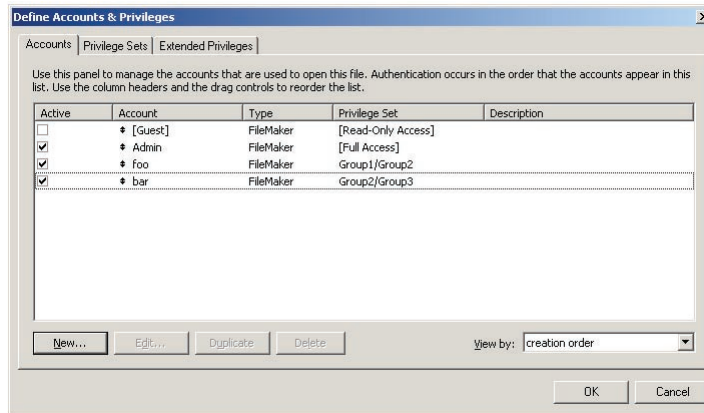 Define Accounts & Privileges
Accounts Privilege Sets Extended Privileges
Use this panel to manage the accounts that are used to open this file. Authentication occurs in the order that the accounts appear in this
list. Use the column headers and the drag controls to reorder the list.
Active Account Type Privilege Set Description
[Guest] FileMaker [Read-Only Access]
Admin FileMaker [Full Access]
foo FileMaker Group1/Group2
bar FileMaker Group2/Group3
New... Edit... Duplicate Delete View by: creation order
OK Cancel